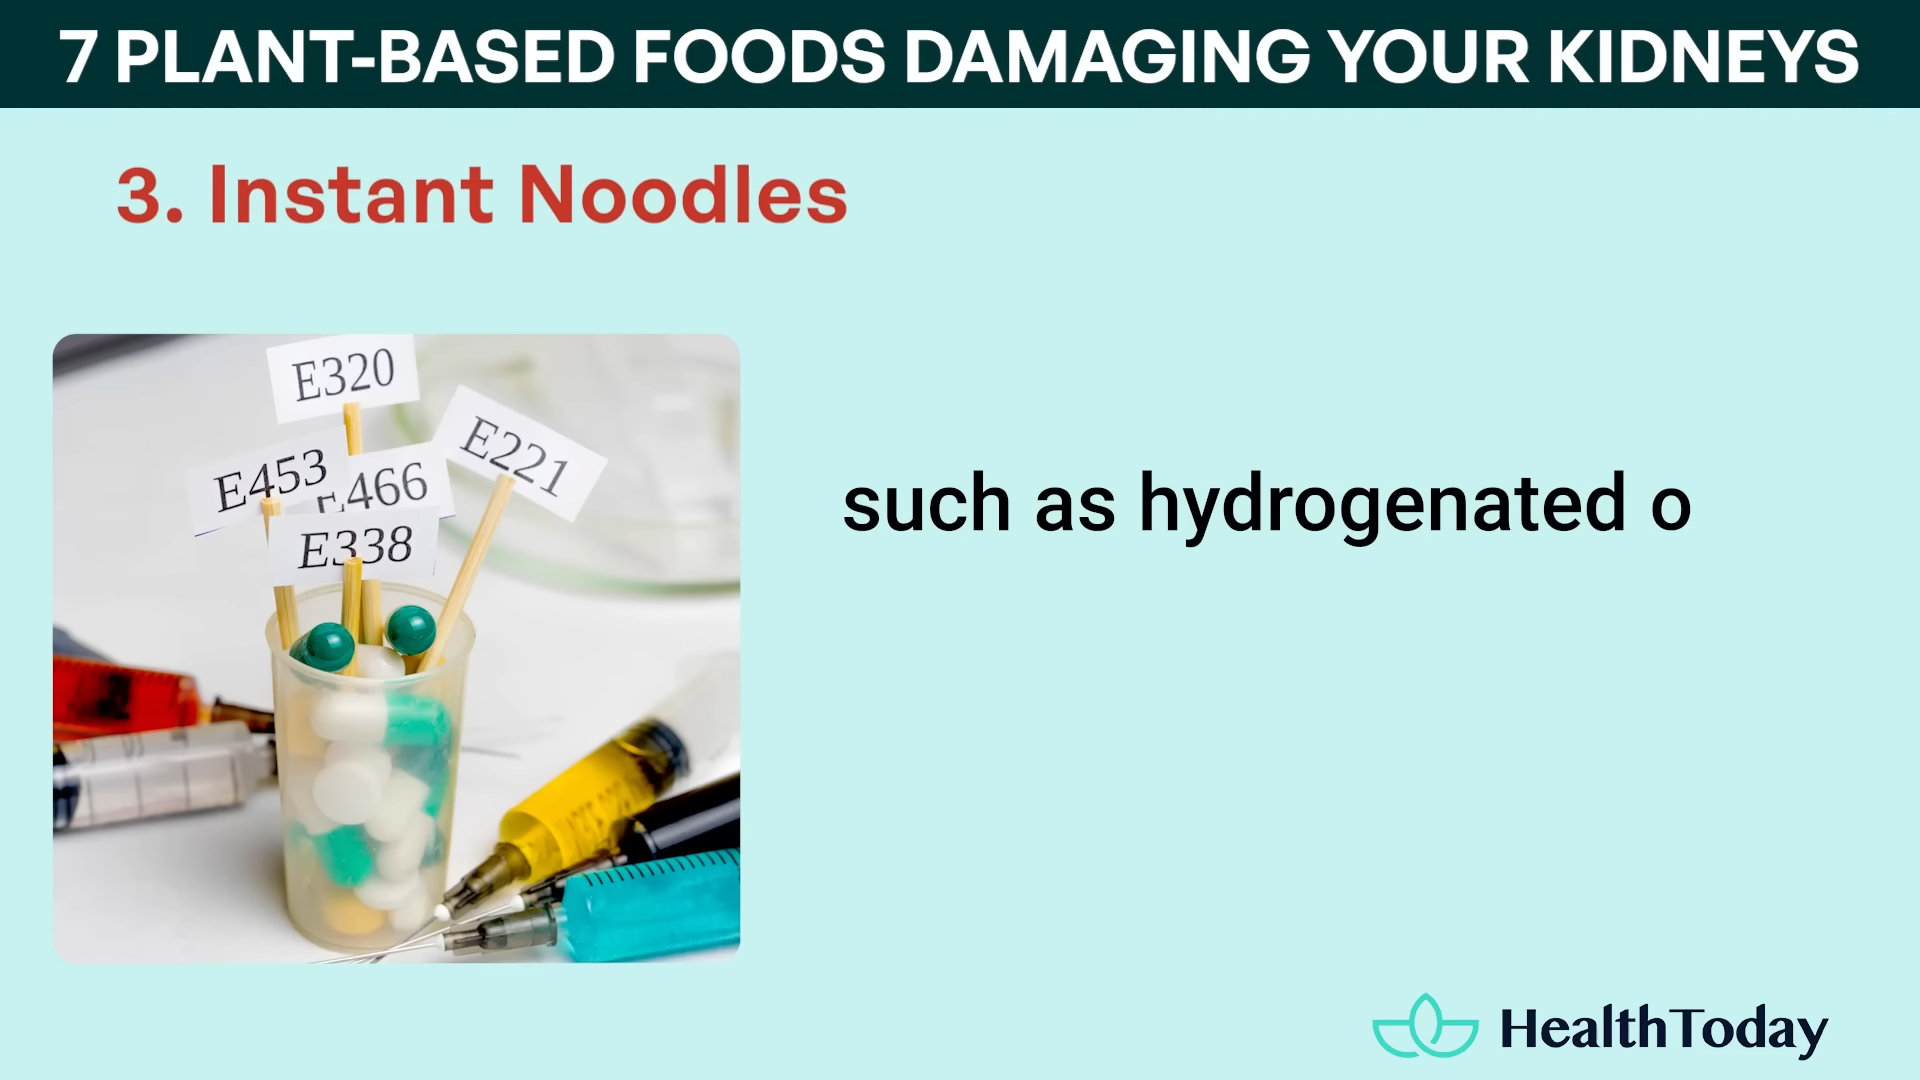 7 PLANT-BASED FOODS DAMAGING YOUR KIDNEYS
3. Instant Noodles
E320
E221
E453
E466
E338
such as hydrogenated o
HealthToday